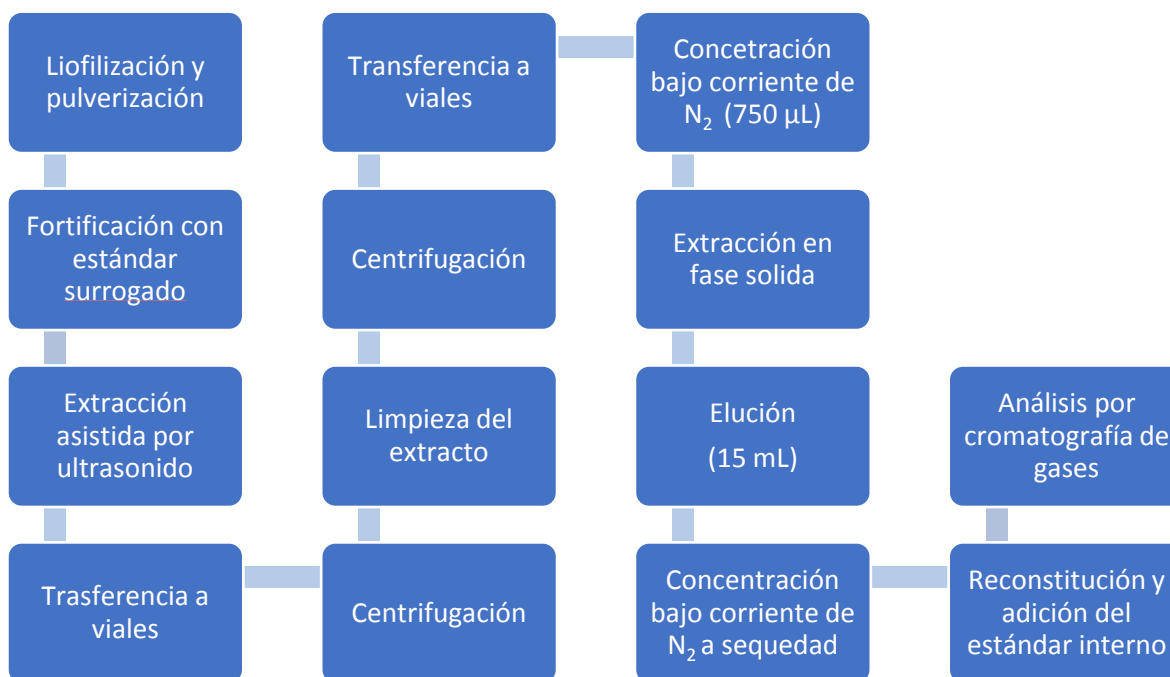 Liofilización y
pulverización
Fortificación con
estándar
surrogado
Extracción
asistida por
ultrasonido
Trasferencia a
viales
Centrifugación
Limpieza del
extracto
Centrifugación
Transferencia a
viales
Concetración
bajo corriente de
N₂ (750 µL)
Extracción en
fase solida
Elución
(15 mL)
Concentración
bajo corriente de
N₂ a sequedad
Reconstitución y
adición del
estándar interno
Análisis por
cromatografía de
gases